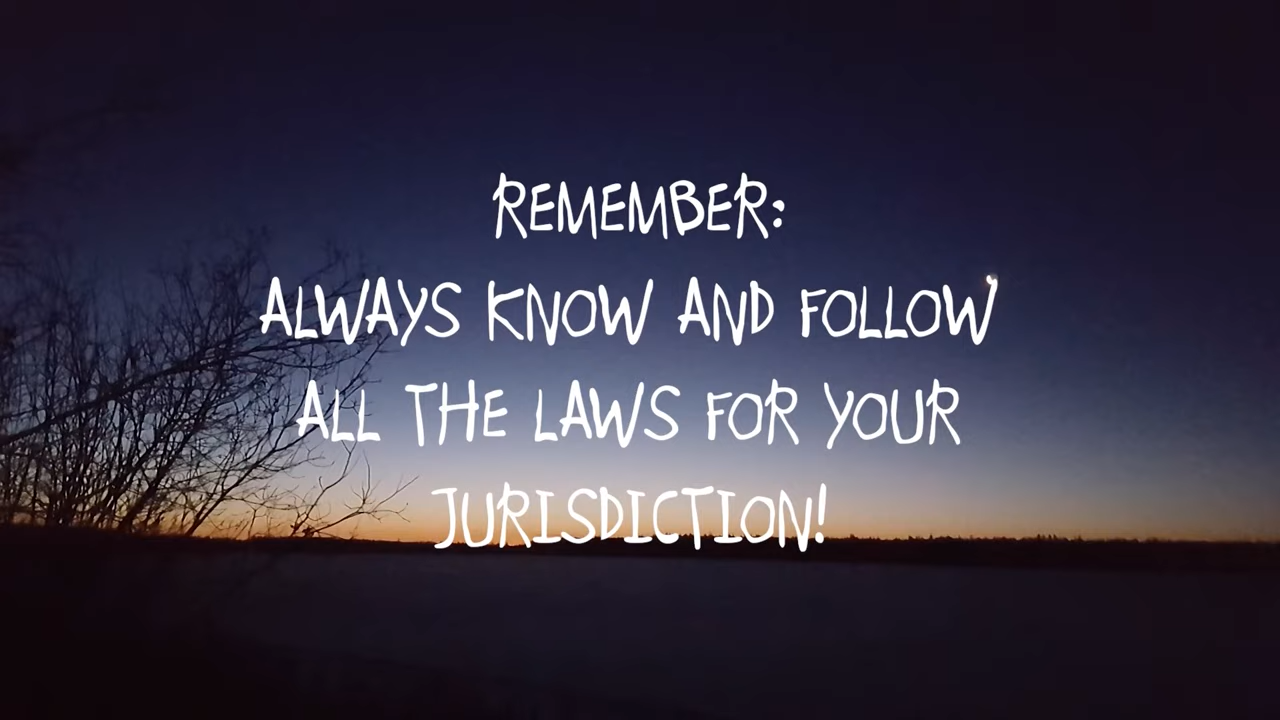 REMEMBER:
ALWAYS KNOW AND FOLLOW
ALL THE LAWS FOR YOUR
JURISDICTION!